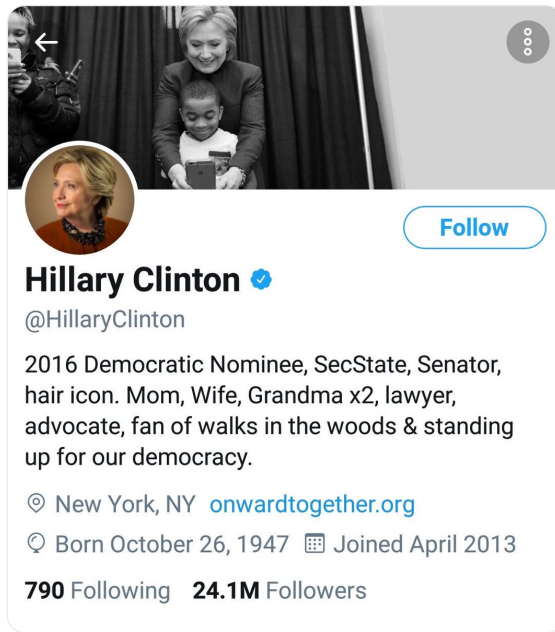 Follow
Hillary Clinton
@HillaryClinton
2016 Democratic Nominee, SecState, Senator,
hair icon. Mom, Wife, Grandma x2, lawyer,
advocate, fan of walks in the woods & standing
up for our democracy.
New York, NY onwardtogether.org
Born October 26, 1947 Joined April 2013
790 Following 24.1M Followers